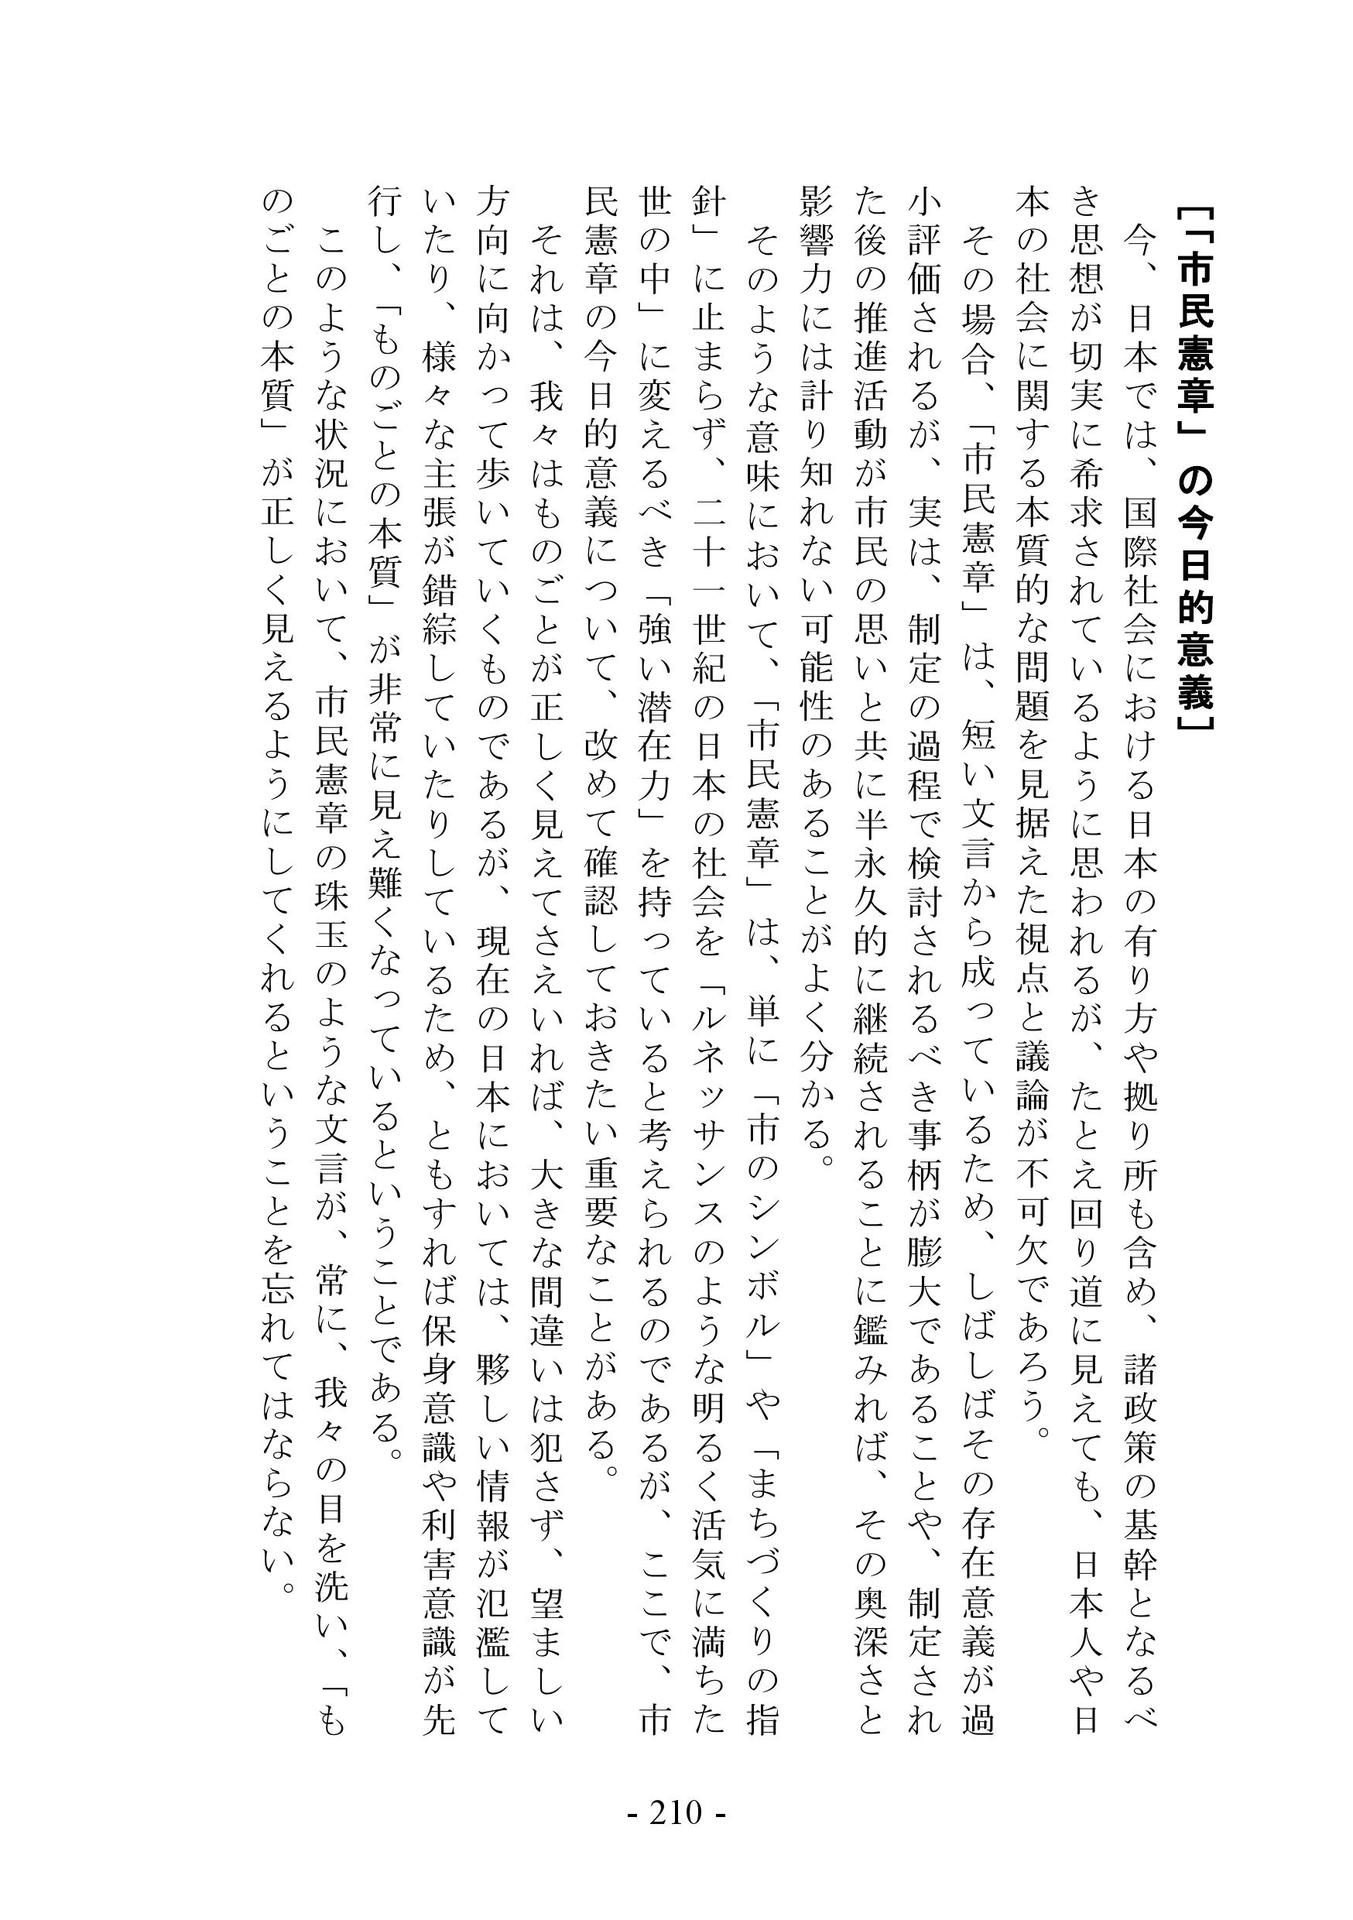 ［「市民憲章」の今日的意義］
今、日本では、国際社会における日本の有り方や拠り所も含め、諸政策の基幹となるべ
き思想が切実に希求されているように思われるが、たとえ回り道に見えても、日本人や日
本の社会に関する本質的な問題を見据えた視点と議論が不可欠であろう。
その場合、「市民憲章」は、短い文言から成っているため、しばしばその存在意義が過
小評価されるが、実は、制定の過程で検討されるべき事柄が膨大であることや、制定され
た後の推進活動が市民の思いと共に半永久的に継続されることに鑑みれば、その奥深さと
影響力には計り知れない可能性のあることがよく分かる。
そのような意味において、「市民憲章」は、単に「市のシンボル」や「まちづくりの指
針」に止まらず、二十一世紀の日本の社会を「ルネッサンスのような明るく活気に満ちた
世の中」に変えるべき「強い潜在力」を持っていると考えられるのであるが、ここで、市
民憲章の今日的意義について、改めて確認しておきたい重要なことがある。
それは、我々はものごとが正しく見えてさえいれば、大きな間違いは犯さず、望ましい
方向に向かって歩いていくものであるが、現在の日本においては、夥しい情報が氾濫して
いたり、様々な主張が錯綜していたりしているため、ともすれば保身意識や利害意識が先
行し、「ものごとの本質」が非常に見え難くなっているということである。
このような状況において、市民憲章の珠玉のような文言が、常に、我々の目を洗い、「も
のごとの本質」が正しく見えるようにしてくれるということを忘れてはならない。
- 210 -